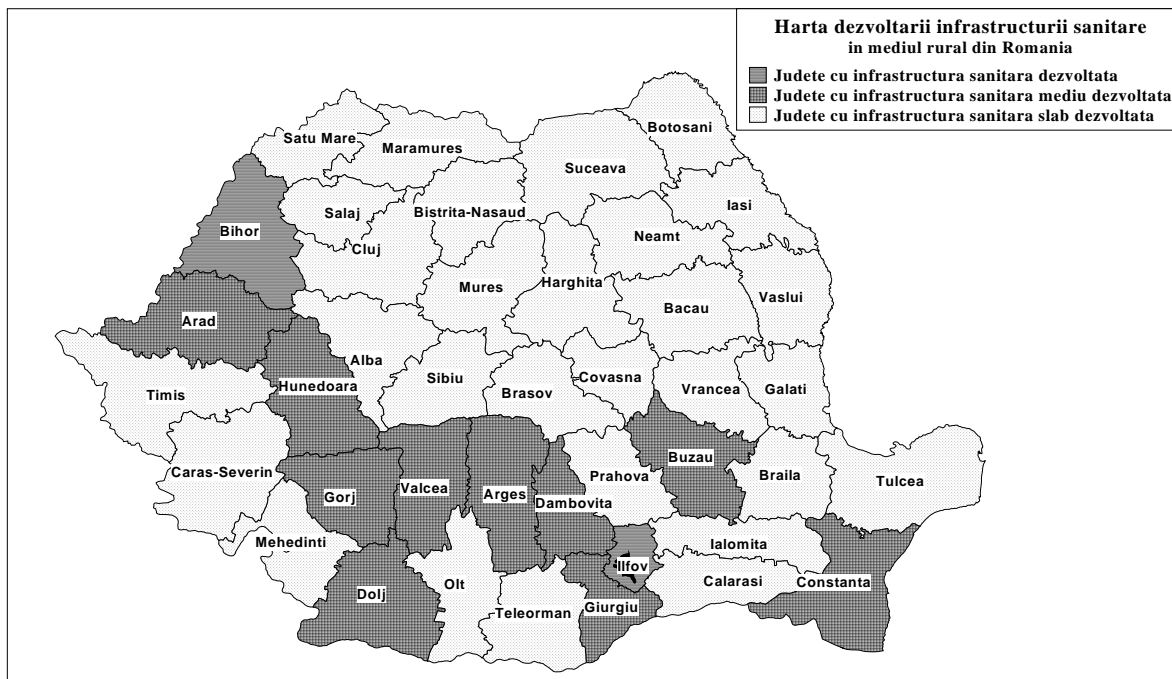 Harta dezvoltarii infrastructurii sanitare
in mediul rural din Romania
Judete cu infrastructura sanitara dezvoltata
Judete cu infrastructura sanitara mediu dezvoltata
Judete cu infrastructura sanitara slab dezvoltata
Botosani
Satu Mare
Maramures
Suceava
Iasi
Salaj
Bistrita-Nasaud
Bihor
Neamt
Cluj
Harghita
Mures
Vaslui
Bacau
Arad
Alba
Sibiu
Covasna
Hunedoara
Brasov
Vrancea
Galati
Timis
Buzau
Caras-Severin
Prahova
Braila
Tulcea
Gorj
Valcea
Arges
Dambovita
Mehedinti
Ialomita
Ilfov
Calarasi
Constanta
Olt
Dolj
Giurgiu
Teleorman